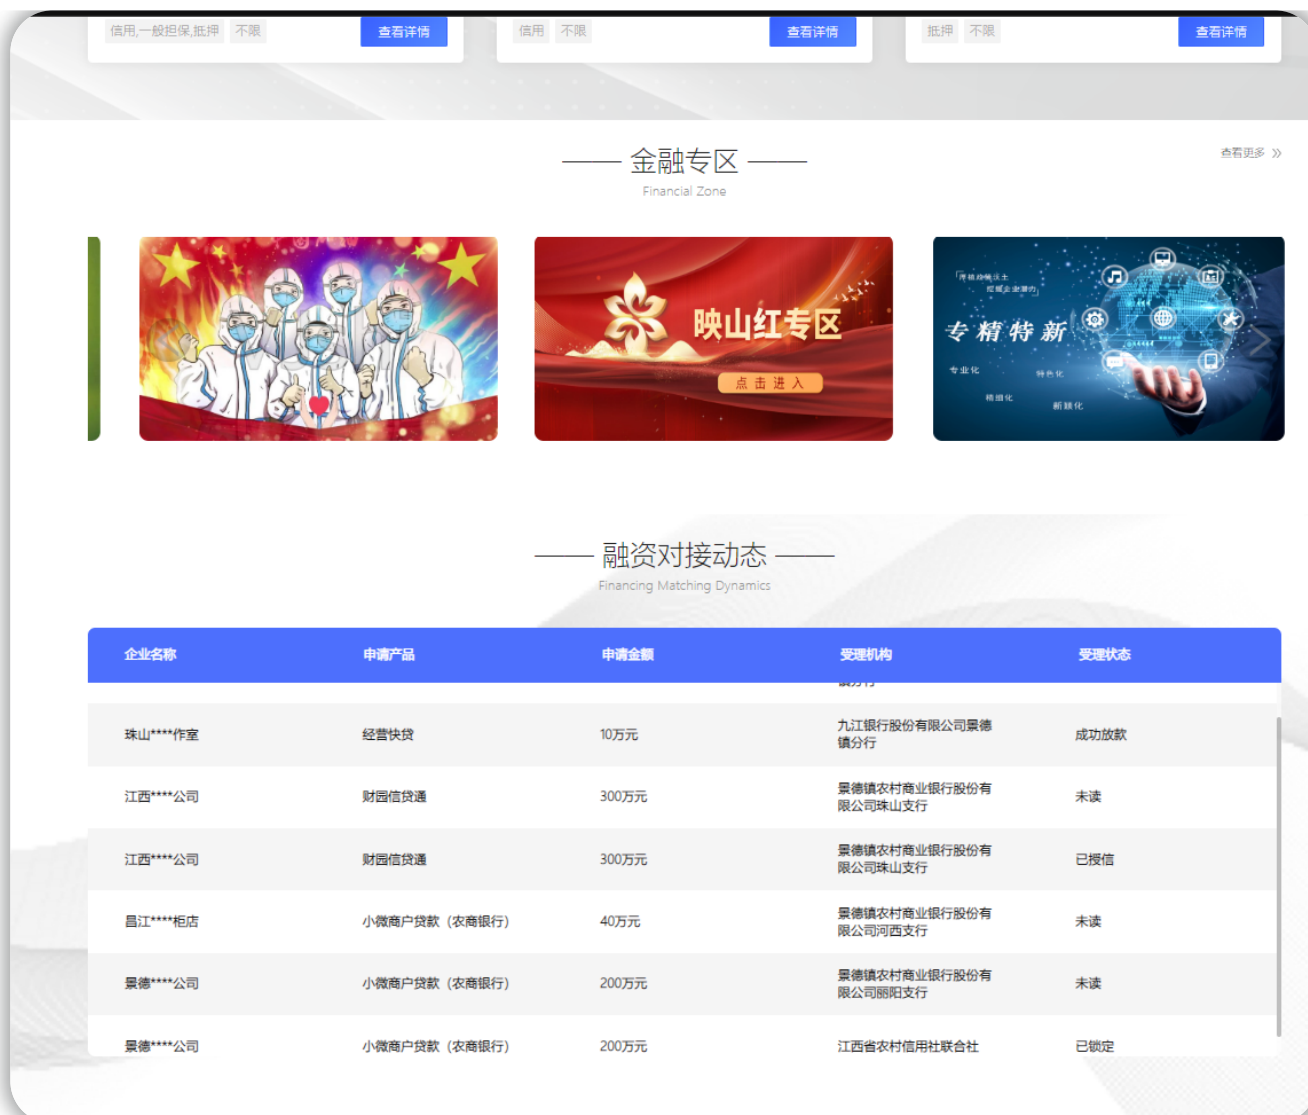 信用,一般担保,抵押 不限 查看详情
信用 不限 查看详情
抵押 不限 查看详情
金融专区
Financial Zone
查看更多
映山红专区
点击进入
专精特新
专业化
特色化
精细化
新颖化
融资对接动态
Financing Matching Dynamics
企业名称 申请产品 申请金额 受理机构 受理状态
珠山****作室 经营快贷 10万元 九江银行股份有限公司景德
镇分行 成功放款
江西****公司 财园信贷通 300万元 景德镇农村商业银行股份有
限公司珠山支行 未读
江西****公司 财园信贷通 300万元 景德镇农村商业银行股份有
限公司珠山支行 已授信
昌江****柜店 小微商户贷款（农商银行） 40万元 景德镇农村商业银行股份有
限公司河西支行 未读
景德****公司 小微商户贷款（农商银行） 200万元 景德镇农村商业银行股份有
限公司丽阳支行 未读
景德****公司 小微商户贷款（农商银行） 200万元 江西省农村信用社联合社 已锁定